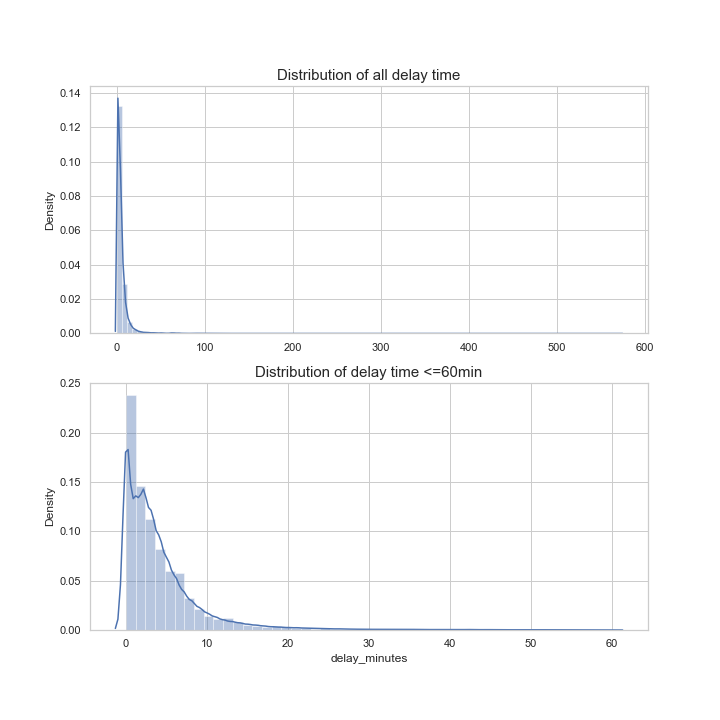 Distribution of all delay time
0.14
0.12
0.10
0.08
0.06
0.04
0.02
0.00
Density
0 100 200 300 400 500 600
Distribution of delay time <=60min
0.25
0.20
0.15
0.10
0.05
0.00
Density
0 10 20 30 40 50 60
delay_minutes